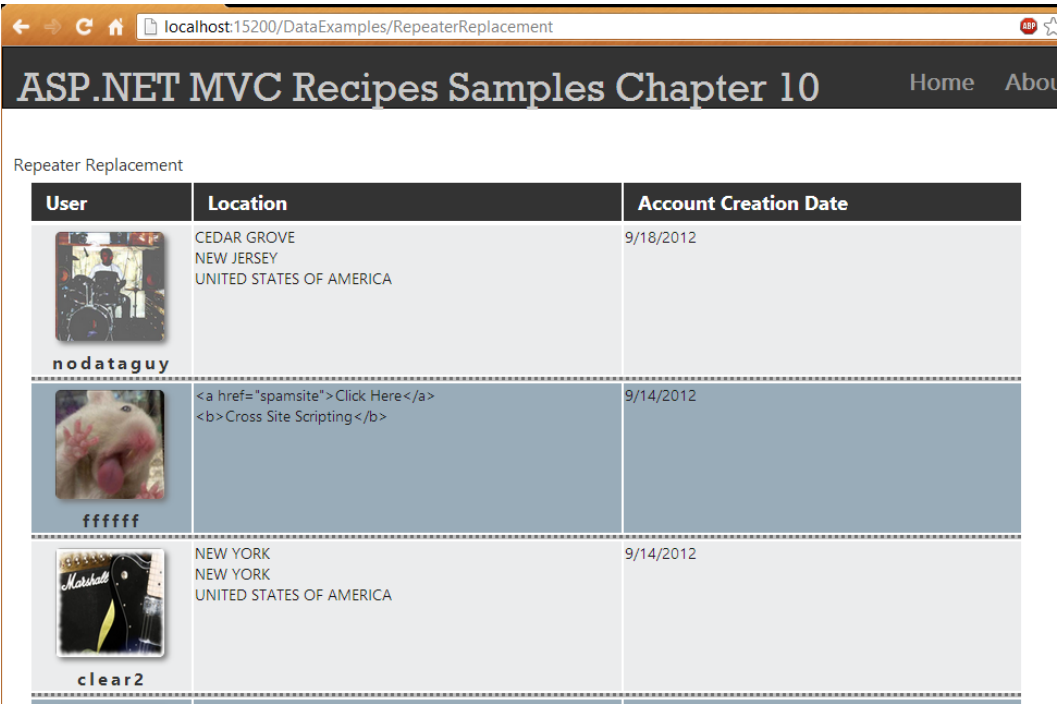 localhost:15200/DataExamples/RepeaterReplacement
ABP
ASP.NET MVC Recipes Samples Chapter 10 Home Abou
Repeater Replacement
User Location Account Creation Date
CEDAR GROVE 9/18/2012
NEW JERSEY
UNITED STATES OF AMERICA
nodataguy
<a href="spamsite">Click Here</a> 9/14/2012
<b>Cross Site Scripting</b>
ffffff
NEW YORK 9/14/2012
NEW YORK
UNITED STATES OF AMERICA
Marshall
clear2